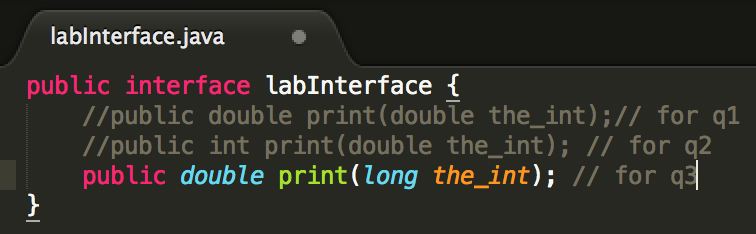 labInterface.java
public interface labInterface {
//public double print(double the_int);// for q1
//public int print(double the_int); // for q2
public double print(long the_int); // for q3
}